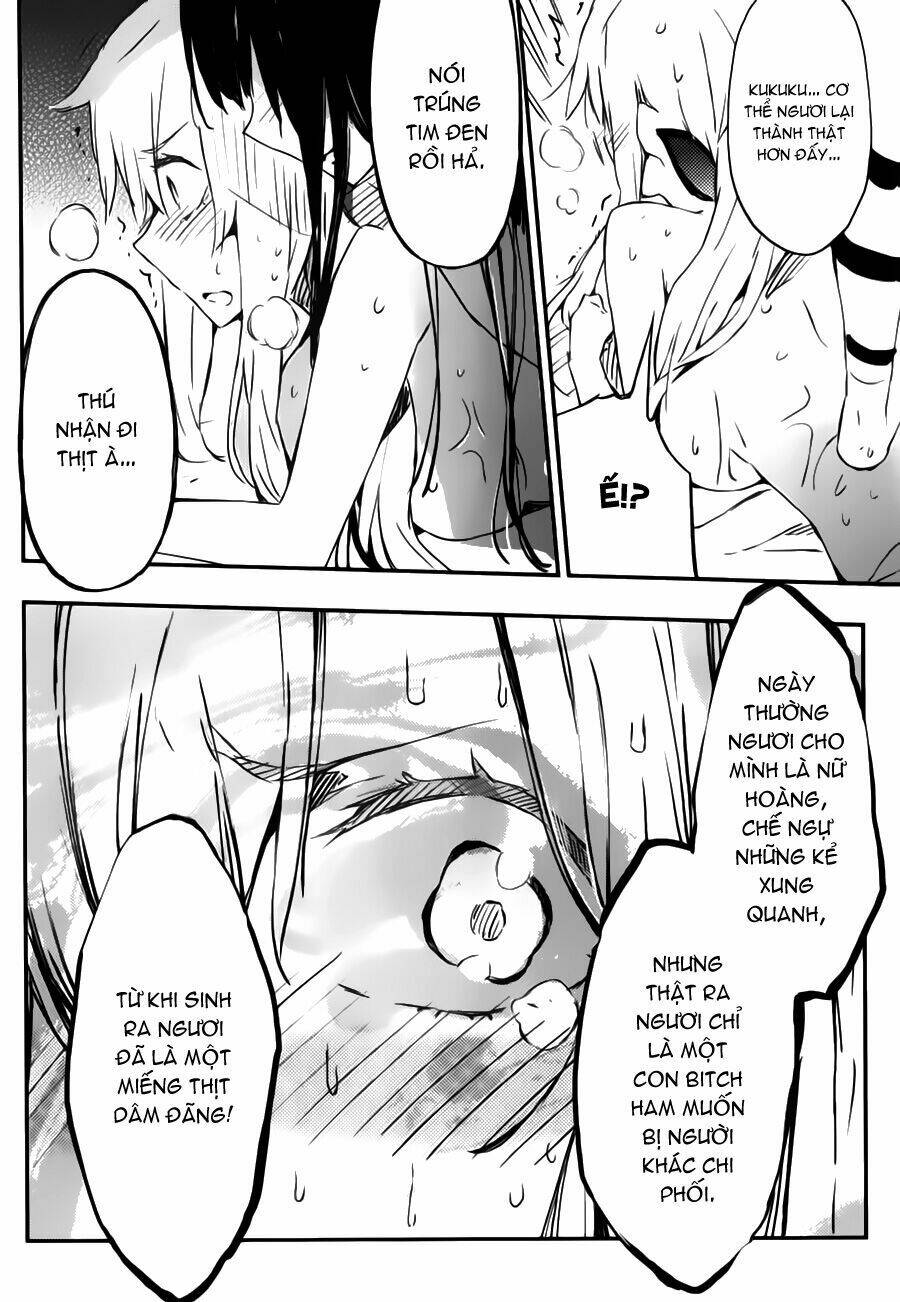 KUKUKU... CƠ
THỂ NGƯƠI LẠI
THÀNH THẬT
HƠN ĐẤY...
Ế!?
NÓI
TRÚNG
TIM ĐEN
RỒI HẢ.
THÚ
NHẬN ĐI
THỊT À...
NGÀY
THƯỜNG
NGƯƠI CHO
MÌNH LÀ NỮ
HOÀNG,
CHẾ NGỰ
NHỮNG KẺ
XUNG
QUANH,
NHƯNG
THẬT RA
NGƯƠI CHỈ
LÀ MỘT
CON BITCH
HAM MUỐN
BỊ NGƯỜI
KHÁC CHI
PHỐI.
TỪ KHI SINH
RA NGƯƠI
ĐÃ LÀ MỘT
MIẾNG THỊT
DÂM ĐÃNG!